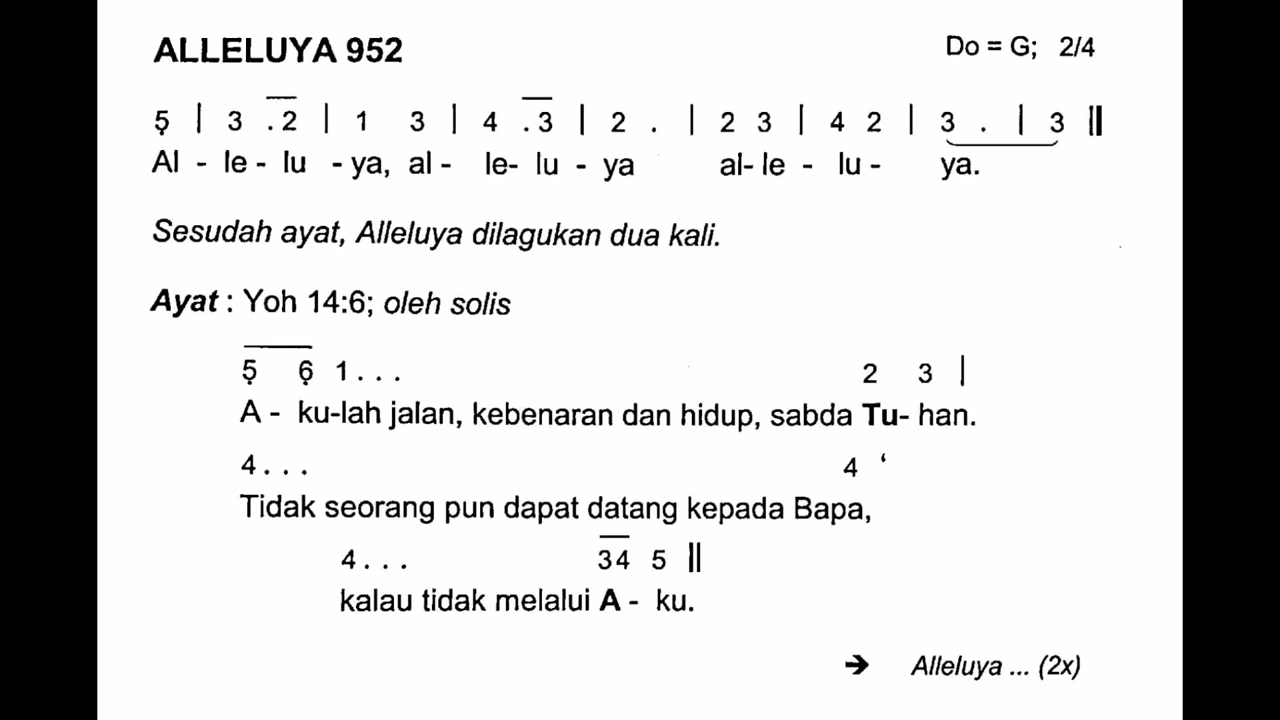 ALLELUYA 952 Do = G; 2/4
5̣ | 3 .2 | 1 3 | 4 .3 | 2 . | 2 3 | 4 2 | 3 . | 3 ||
Al - le - lu - ya, al - le- lu - ya al- le - lu - ya.
Sesudah ayat, Alleluya dilagukan dua kali.
Ayat : Yoh 14:6; oleh solis
5̣ 6̣ 1 . . . 2 3 |
A - ku-lah jalan, kebenaran dan hidup, sabda Tu- han.
4 . . . 4 ‘
Tidak seorang pun dapat datang kepada Bapa,
4 . . . 34 5 ||
kalau tidak melalui A - ku.
➔ Alleluya ... (2x)